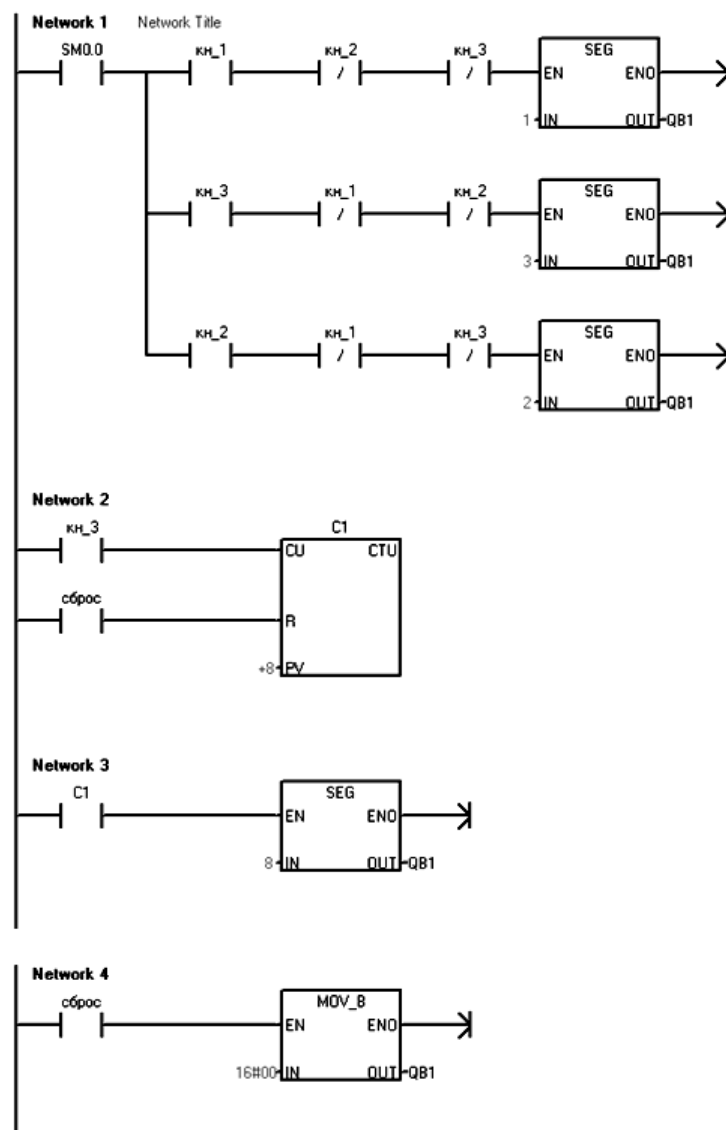 Network 1 Network Title
SM0.0 кн_1 кн_2 кн_3 SEG
/ /
EN ENO
1 IN OUT QB1
кн_3 кн_1 кн_2 SEG
/ /
EN ENO
3 IN OUT QB1
кн_2 кн_1 кн_3 SEG
/ /
EN ENO
2 IN OUT QB1
Network 2
кн_3 C1
CU CTU
сброс
R
+8 PV
Network 3
C1 SEG
EN ENO
8 IN OUT QB1
Network 4
сброс MOV_B
EN ENO
16#00 IN OUT QB1